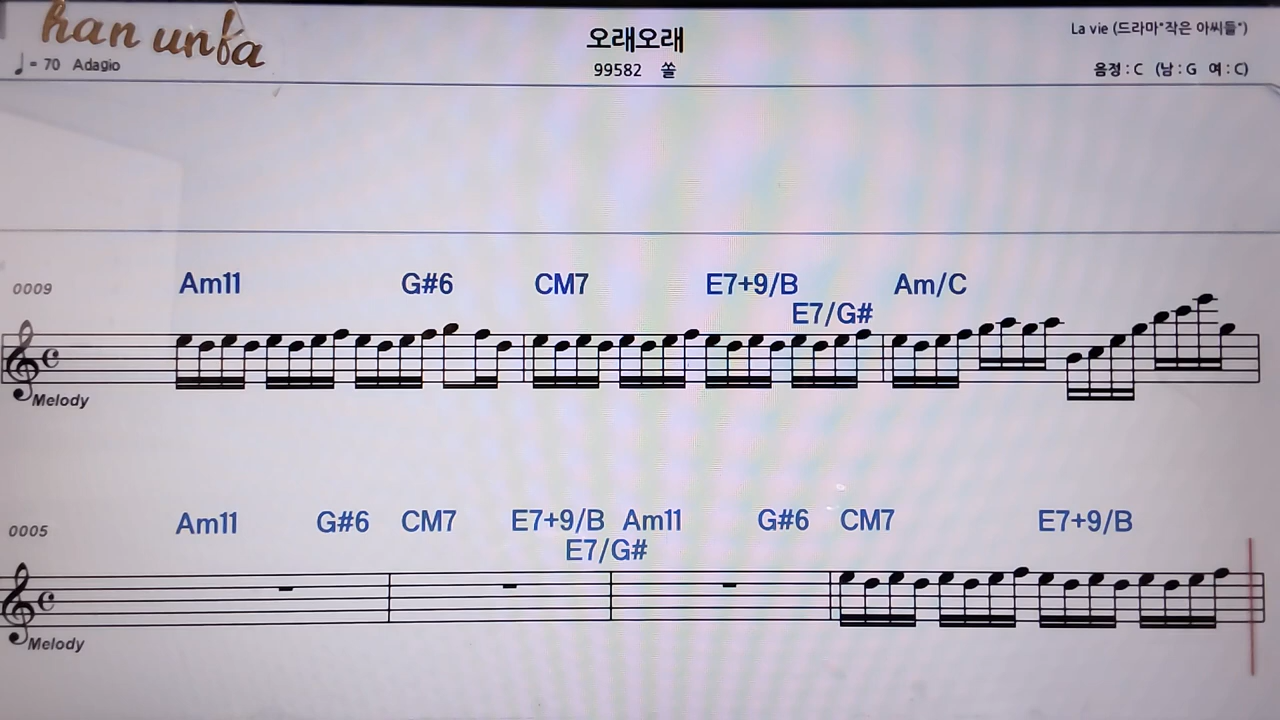 han unba
오래오래
La vie (드라마"작은 아씨들")
♩= 70 Adagio
99582 쏠
음정 : C (남 : G 여 : C)
Am11 G#6 CM7 E7+9/B Am/C
E7/G#
0009
Melody
Am11 G#6 CM7 E7+9/B Am11 G#6 CM7 E7+9/B
E7/G#
0005
Melody